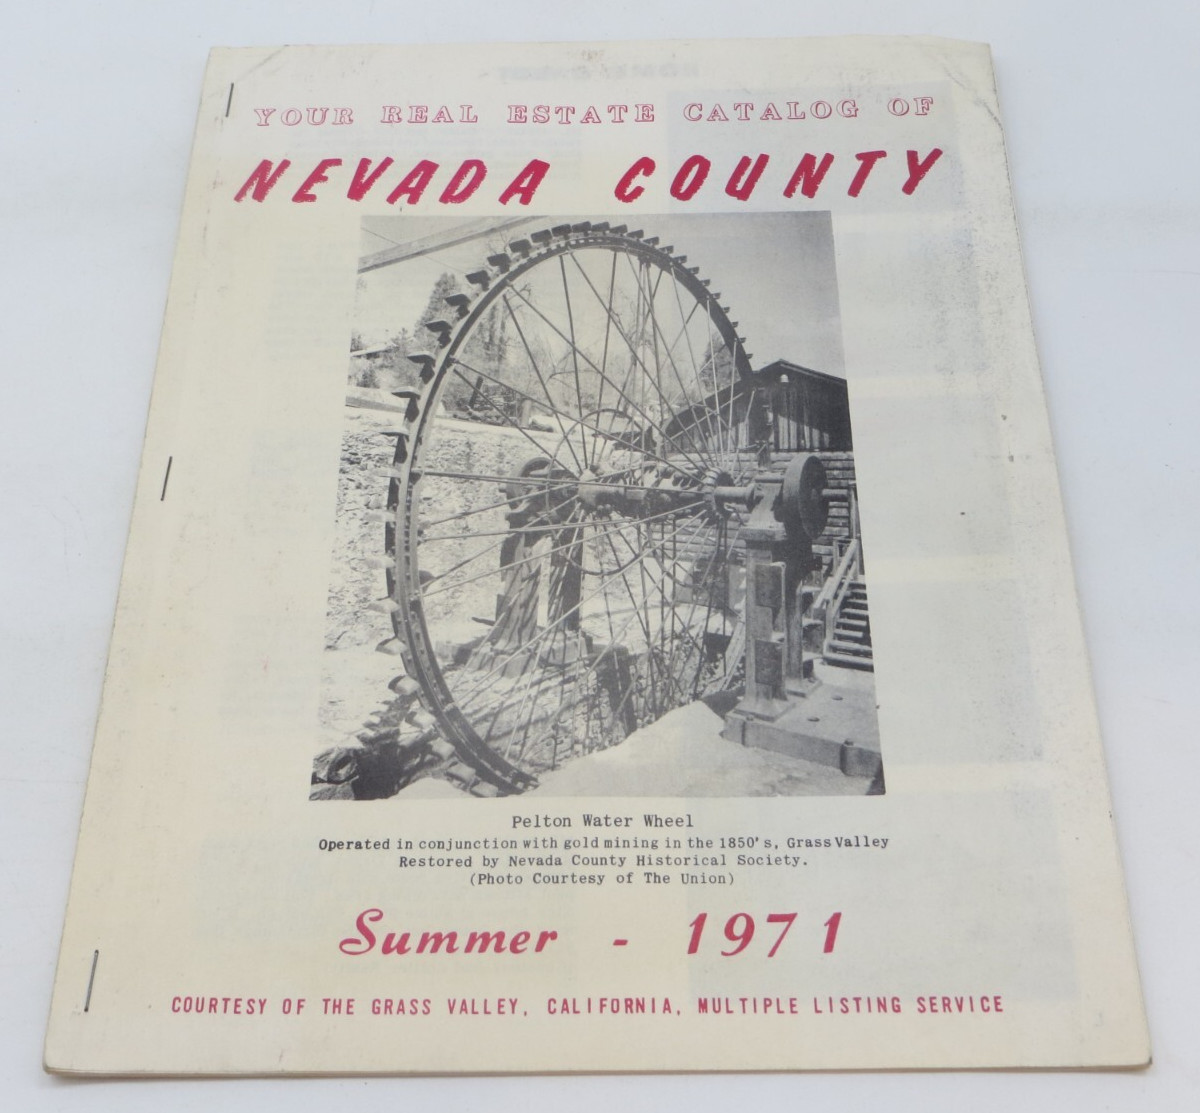 YOUR REAL ESTATE CATALOG OF
NEVADA COUNTY
Pelton Water Wheel
Operated in conjunction with gold mining in the 1850's, Grass Valley
Restored by Nevada County Historical Society.
(Photo Courtesy of The Union)
Summer - 1971
COURTESY OF THE GRASS VALLEY, CALIFORNIA, MULTIPLE LISTING SERVICE